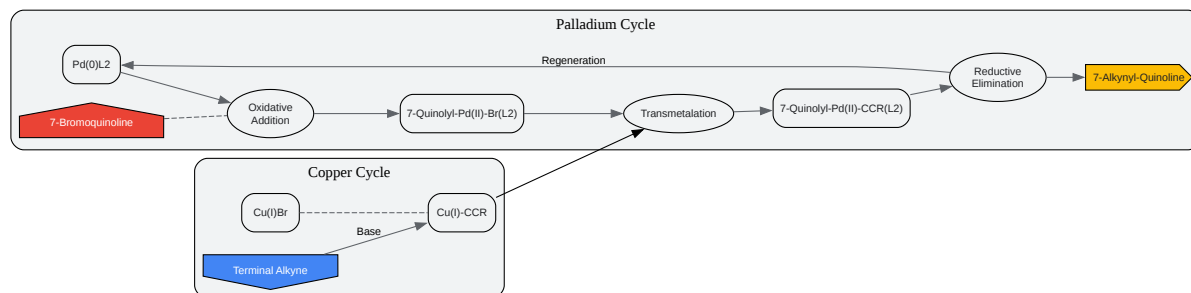 Palladium Cycle
Pd(0)L2
Regeneration
Reductive
Elimination
7-Alkynyl-Quinoline
7-Bromoquinoline
Oxidative
Addition
7-Quinolyl-Pd(II)-Br(L2)
Transmetalation
7-Quinolyl-Pd(II)-CCR(L2)
Copper Cycle
Cu(I)Br
Cu(I)-CCR
Base
Terminal Alkyne